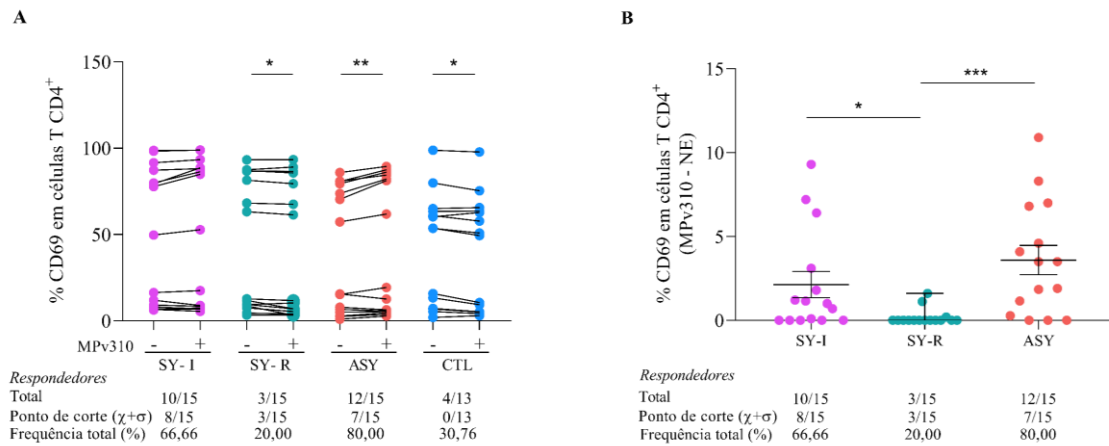 A
% CD69 em células T CD4+
150
100
50
0
*
**
*
MPv310
- + - + - + - +
SY- I SY- R ASY CTL
Respondedores
Total 10/15 3/15 12/15 4/13
Ponto de corte (χ+σ) 8/15 3/15 7/15 0/13
Frequência total (%) 66,66 20,00 80,00 30,76
B
% CD69 em células T CD4+
(MPv310 - NE)
15
10
5
0
*
***
SY-I SY-R ASY
Respondedores
Total 10/15 3/15 12/15
Ponto de corte (χ+σ) 8/15 3/15 7/15
Frequência total (%) 66,66 20,00 80,00